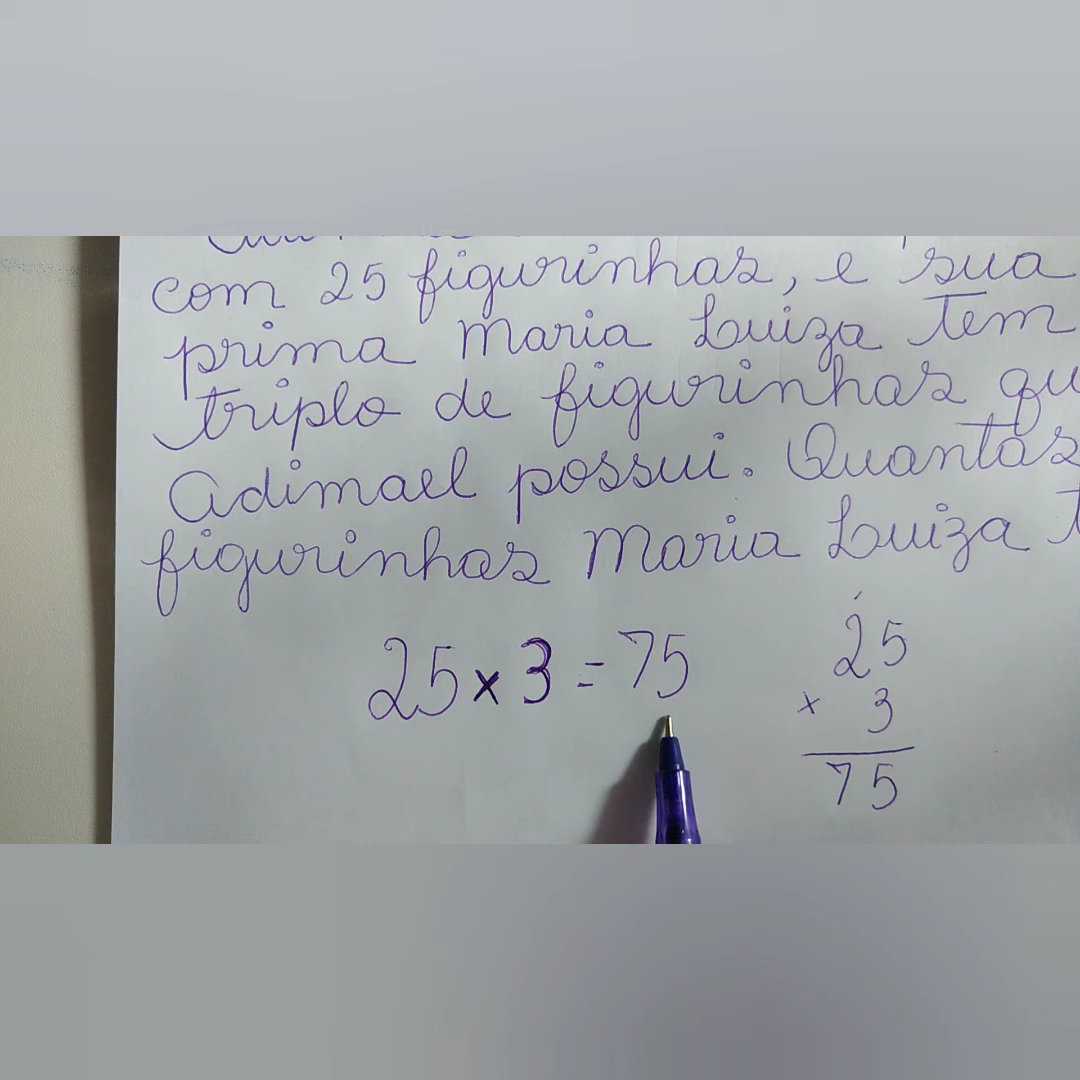 com 25 figurinhas, e sua
prima Maria Luiza tem
triplo de figurinhas qu
Adimael possui. Quantas
figurinhas Maria Luiza t
25 × 3 = 75
25
× 3
75